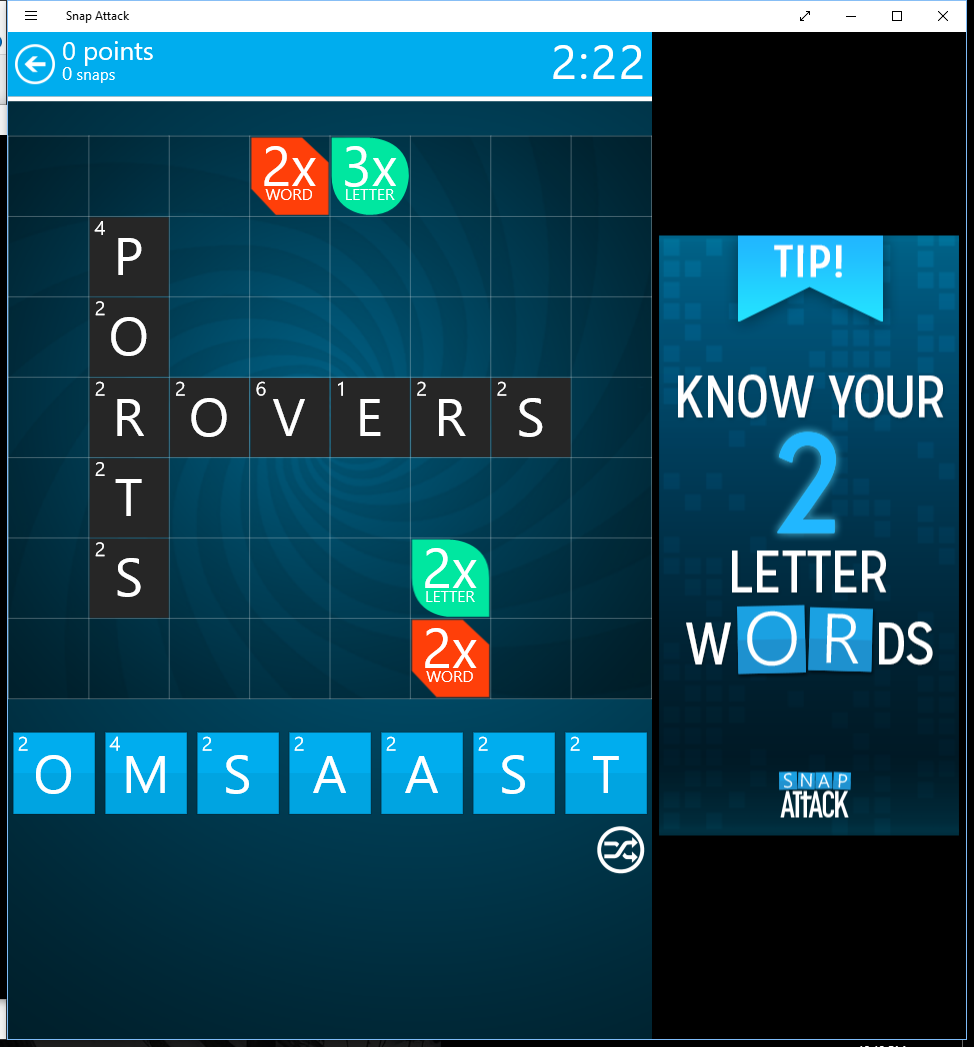 Snap Attack
0 points
0 snaps
2:22
2x
WORD
3x
LETTER
4
P
2
O
2 2 6 1 2 2
R O V E R S
2
T
2
S
2x
LETTER
2x
WORD
2 4 2 2 2 2 2
O M S A A S T
TIP!
KNOW YOUR
2
LETTER
WORDS
SNAP
ATTACK